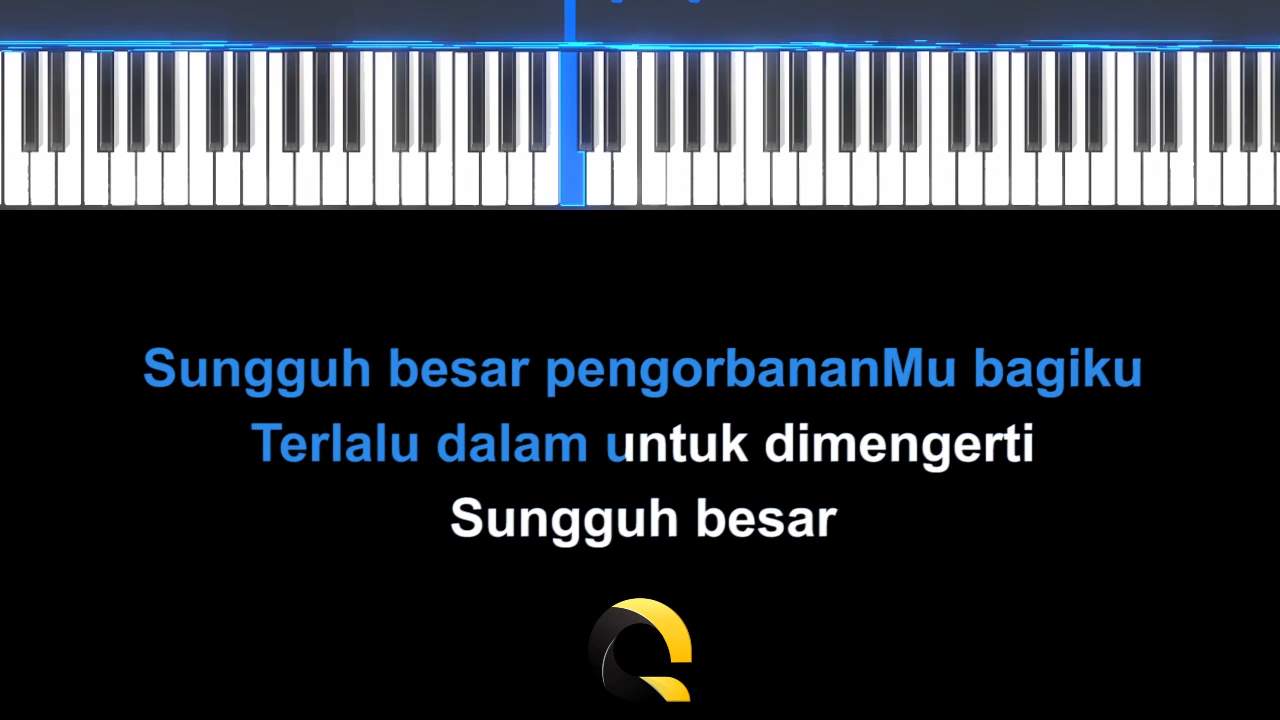 Sungguh besar pengorbananMu bagiku
Terlalu dalam untuk dimengerti
Sungguh besar